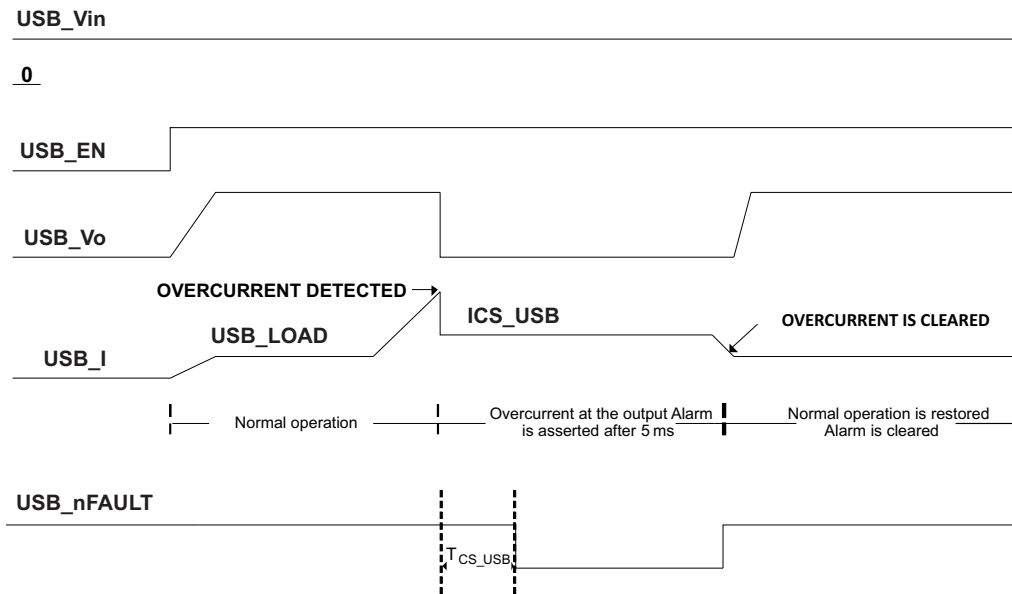 USB_Vin
0
USB_EN
USB_Vo
OVERCURRENT DETECTED
ICS_USB
OVERCURRENT IS CLEARED
USB_LOAD
USB_I
Normal operation
Overcurrent at the output Alarm
is asserted after 5 ms
Normal operation is restored
Alarm is cleared
USB_nFAULT
TCS_USB